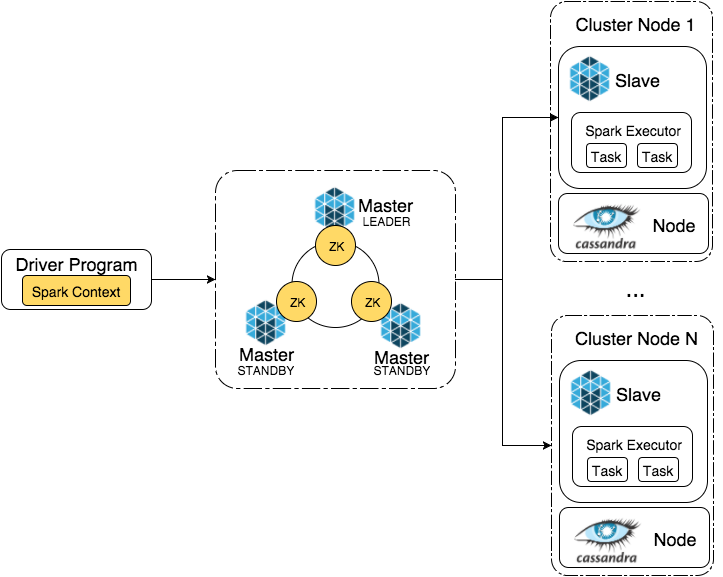 Driver Program
Spark Context
Master
LEADER
ZK
ZK
ZK
Master
STANDBY
Master
STANDBY
Cluster Node 1
Slave
Spark Executor
Task Task
cassandra
Node
...
Cluster Node N
Slave
Spark Executor
Task Task
cassandra
Node